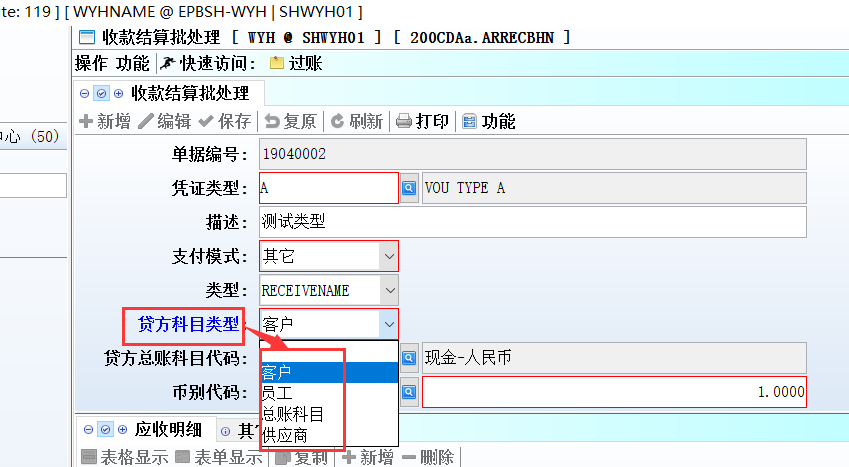 te: 119 ] [ WYHNAME @ EPBSH-WYH | SHWYH01 ]
收款结算批处理 [ WYH @ SHWYH01 ] [ 200CDAa.ARRECBHN ]
操作 功能 快速访问: 过账
收款结算批处理
新增 编辑 保存 复原 刷新 打印 功能
中心 (50)
单据编号: 19040002
凭证类型: A VOU TYPE A
描述: 测试类型
支付模式: 其它
类型: RECEIVENAME
贷方科目类型: 客户
贷方总账科目代码: 现金-人民币
客户
币别代码: 1.0000
员工
总账科目
供应商
应收明细 其
表格显示 表单显示 复制 新增 删除